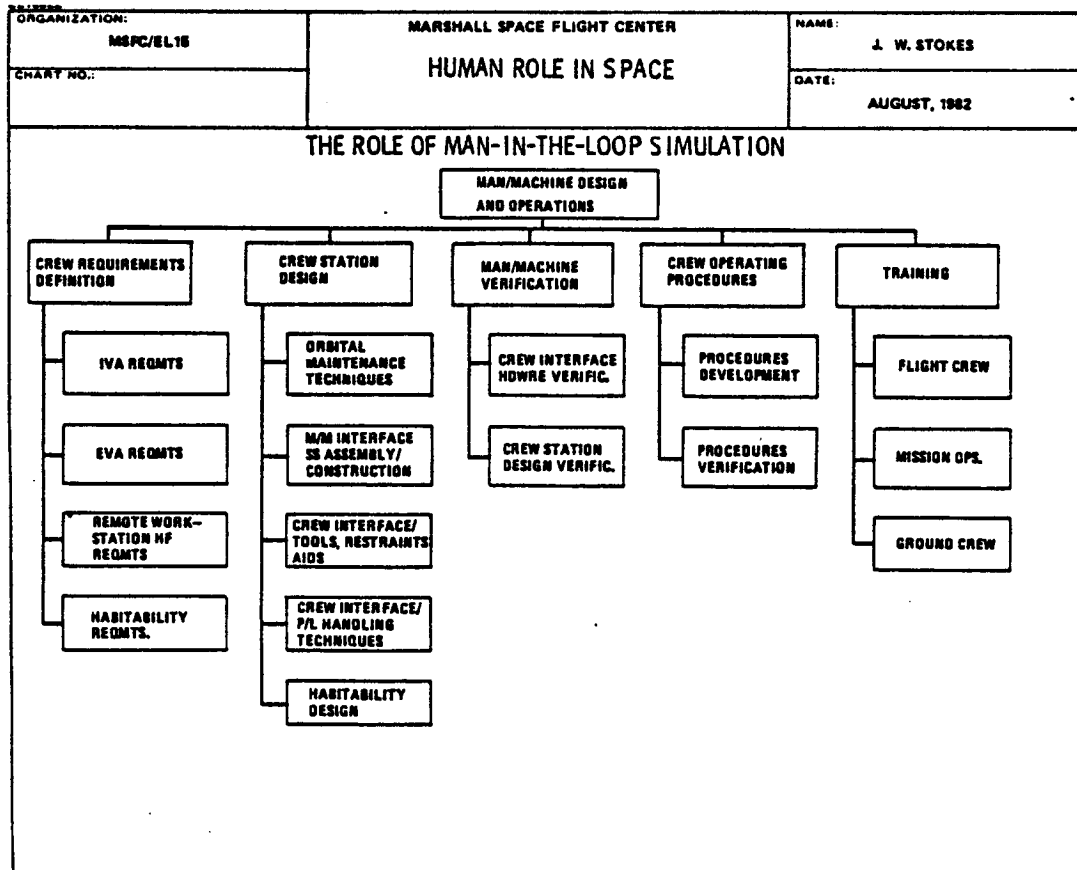 ORGANIZATION:
MSFC/EL15
CHART NO.:
MARSHALL SPACE FLIGHT CENTER
HUMAN ROLE IN SPACE
NAME:
J. W. STOKES
DATE:
AUGUST, 1982
THE ROLE OF MAN-IN-THE-LOOP SIMULATION
MAN/MACHINE DESIGN
AND OPERATIONS
CREW REQUIREMENTS
DEFINITION
IVA REQMTS
EVA REQMTS
REMOTE WORK-
STATION HF
REQMTS
HABITABILITY
REQMTS.
CREW STATION
DESIGN
ORBITAL
MAINTENANCE
TECHNIQUES
M/M INTERFACE
SS ASSEMBLY/
CONSTRUCTION
CREW INTERFACE/
TOOLS, RESTRAINTS
AIDS
CREW INTERFACE/
P/L HANDLING
TECHNIQUES
HABITABILITY
DESIGN
MAN/MACHINE
VERIFICATION
CREW INTERFACE
HDWRE VERIFIC.
CREW STATION
DESIGN VERIFIC.
CREW OPERATING
PROCEDURES
PROCEDURES
DEVELOPMENT
PROCEDURES
VERIFICATION
TRAINING
FLIGHT CREW
MISSION OPS.
GROUND CREW